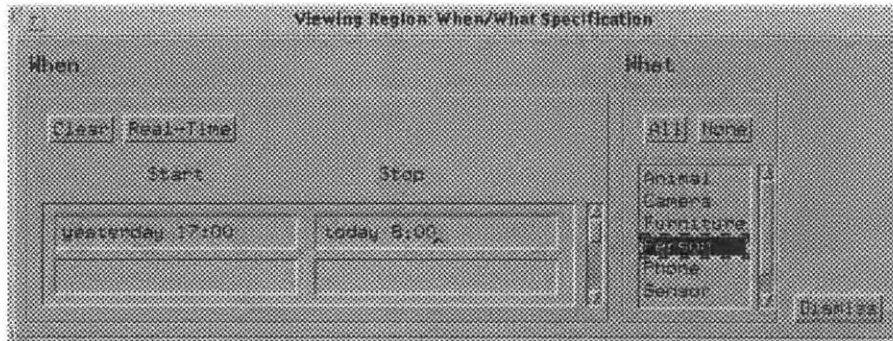 Viewing Region: When/What Specification
When
What
Clear Real-Time
All None
Start Stop
yesterday 17:00 today 8:00
Animal
Camera
Furniture
Person
Phone
Sensor
Dismiss